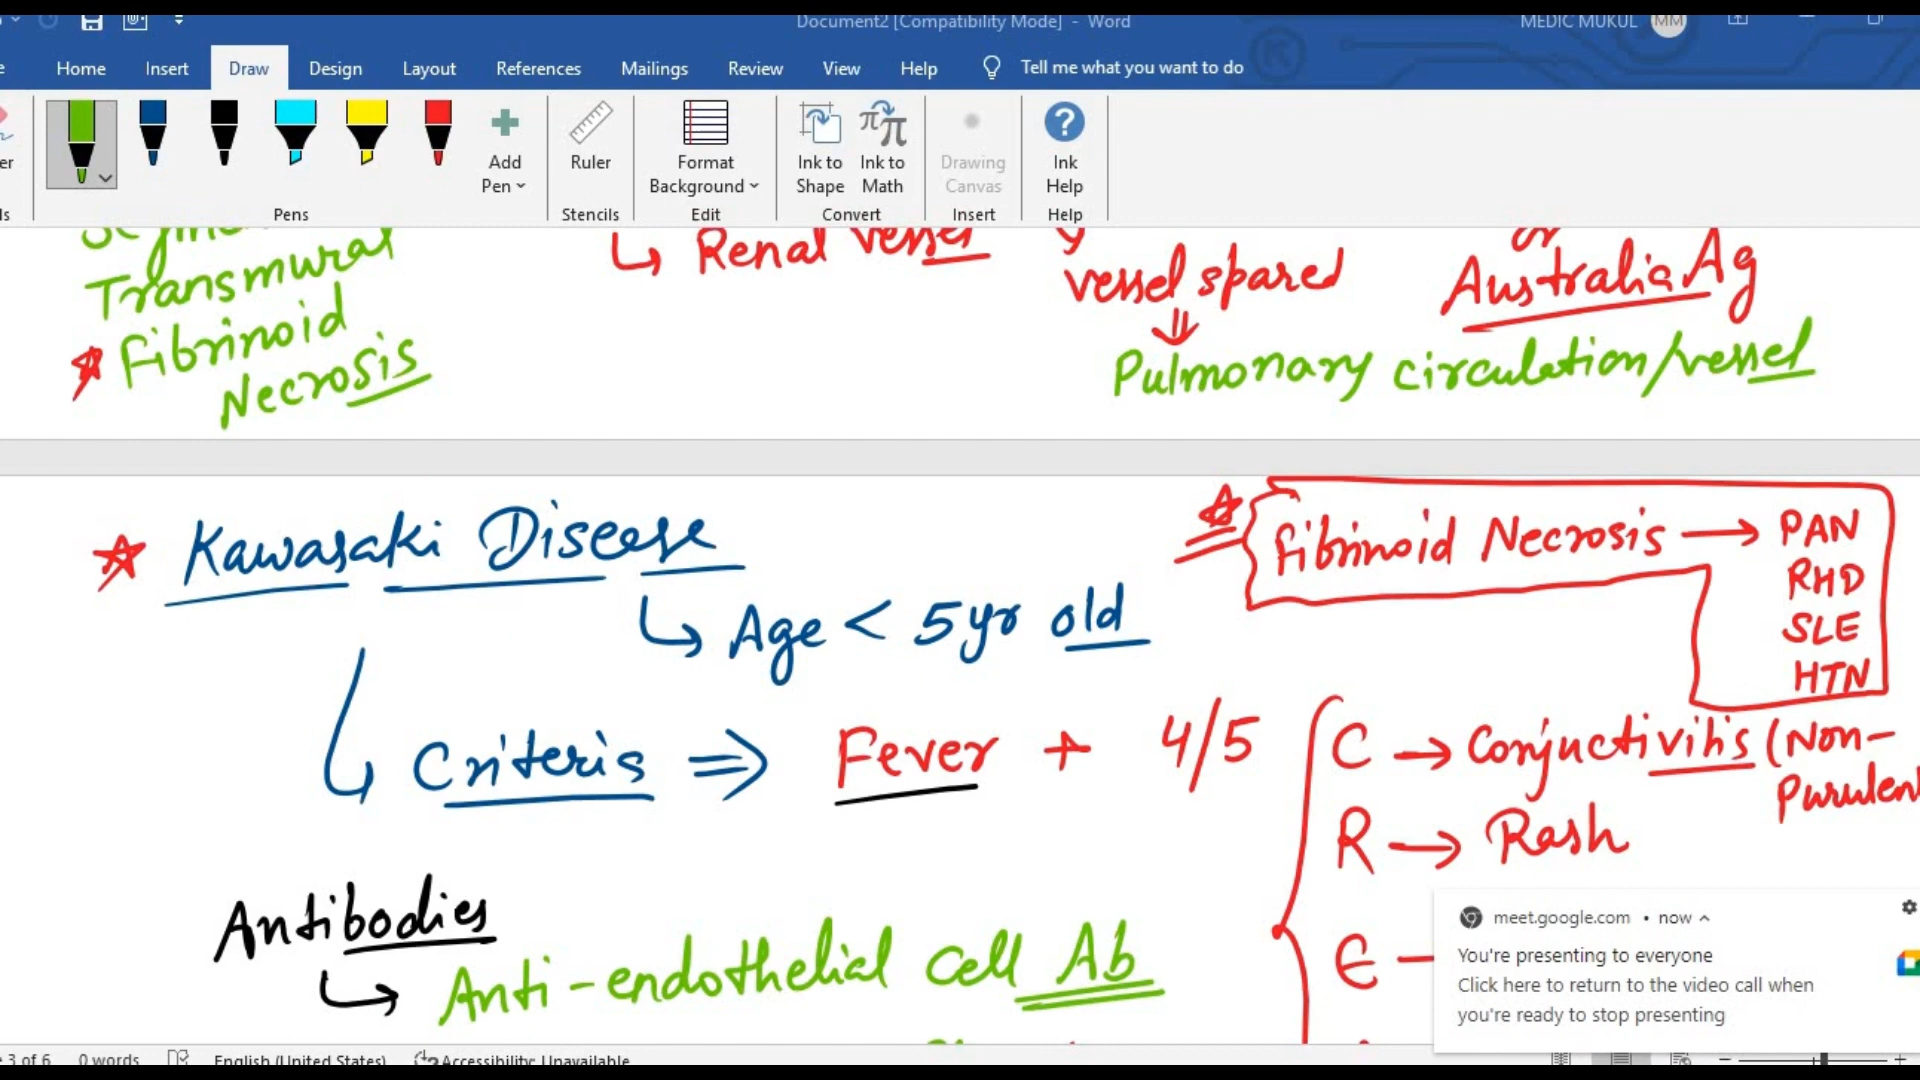 Document2 [Compatibility Mode] - Word
MEDIC MUKUL MM
Home Insert Draw Design Layout References Mailings Review View Help Tell me what you want to do
Add Pen
Ruler
Format Background
Ink to Shape
Ink to Math
Drawing Canvas
Ink Help
Pens Stencils Edit Convert Insert Help
Transmural
Fibrinoid
Necrosis
↳ Renal vessel
vessel spared
⇓
Pulmonary circulation/vessel
or
Australia Ag
Kawasaki Disease
↳ Age < 5yr old
Fibrinoid Necrosis → PAN
RHD
SLE
HTN
↳ Criteria ⇒ Fever + 4/5
C → Conjuctivitis (Non-
Purulent
R → Rash
E –
Antibodies
↳ Anti-endothelial cell Ab
meet.google.com • now
You're presenting to everyone
Click here to return to the video call when
you're ready to stop presenting
3 of 6 0 words English (United States) Accessibility: Unavailable